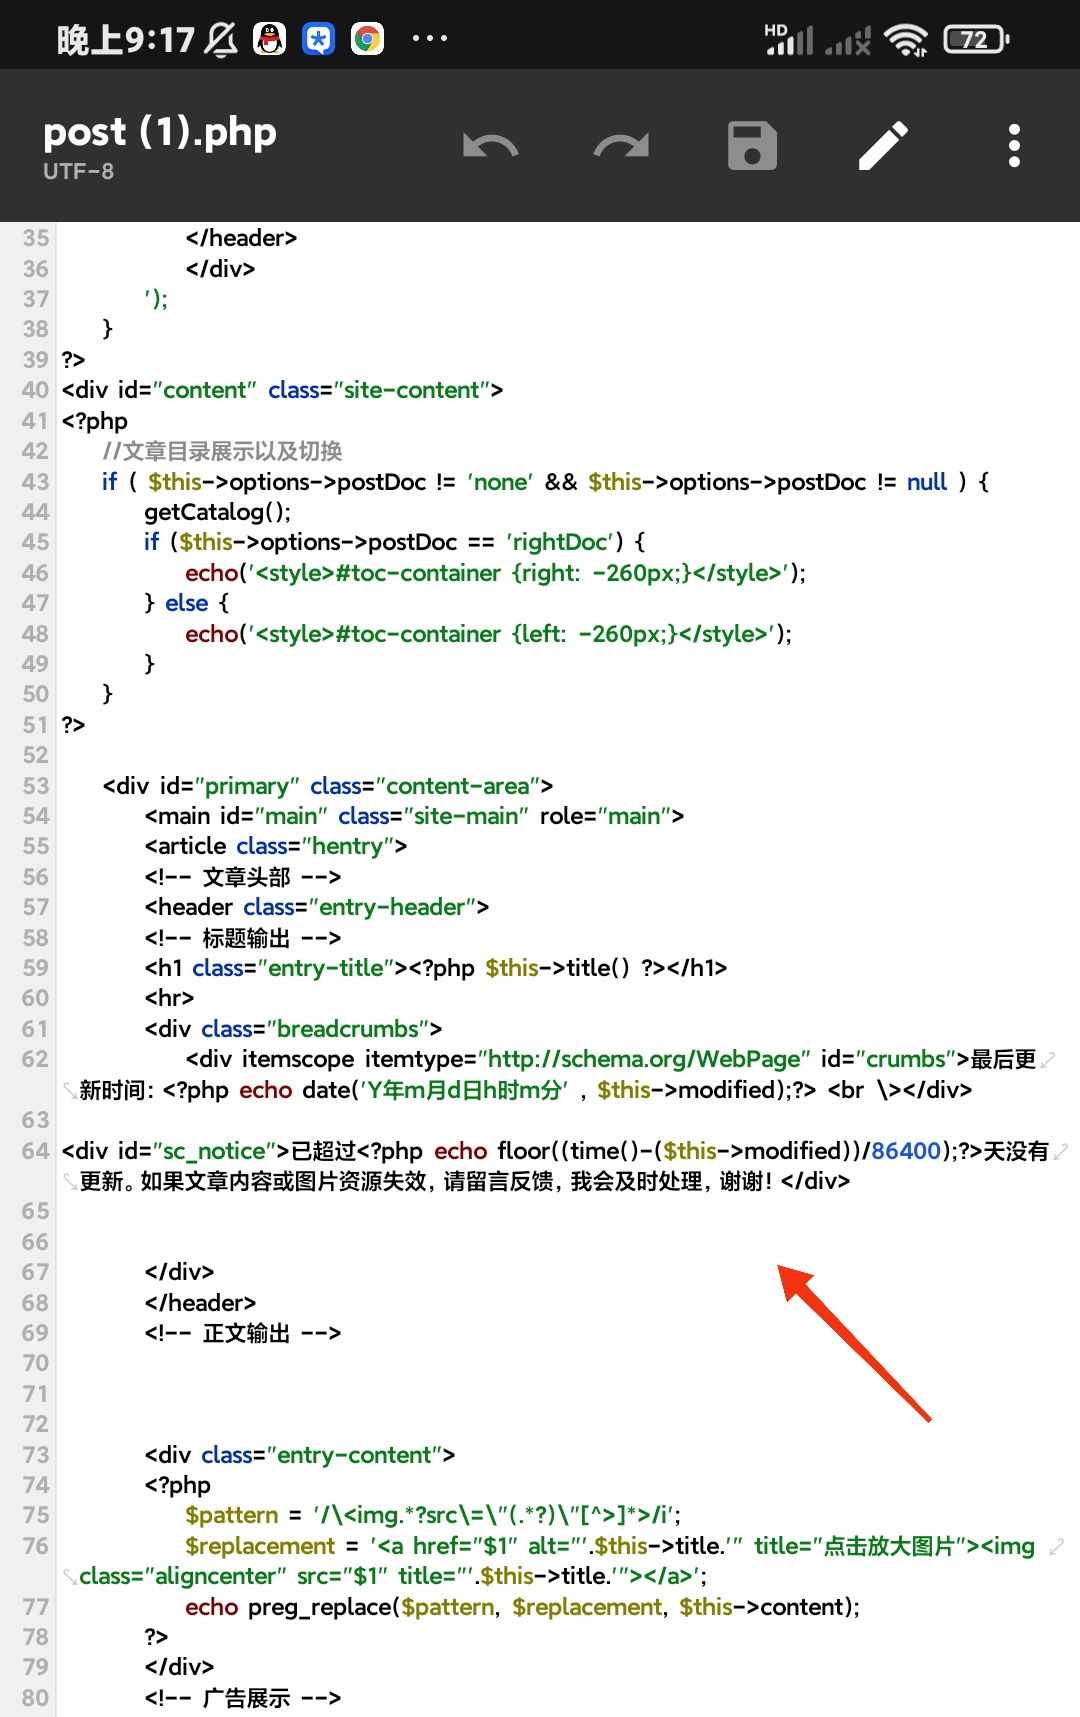 晚上9:17
HD
72
post (1).php
UTF-8
35 </header>
36 </div>
37 ');
38 }
39 ?>
40 <div id="content" class="site-content">
41 <?php
42 //文章目录展示以及切换
43 if ( $this->options->postDoc != 'none' && $this->options->postDoc != null ) {
44 getCatalog();
45 if ($this->options->postDoc == 'rightDoc') {
46 echo('<style>#toc-container {right: -260px;}</style>');
47 } else {
48 echo('<style>#toc-container {left: -260px;}</style>');
49 }
50 }
51 ?>
52
53 <div id="primary" class="content-area">
54 <main id="main" class="site-main" role="main">
55 <article class="hentry">
56 <!-- 文章头部 -->
57 <header class="entry-header">
58 <!-- 标题输出 -->
59 <h1 class="entry-title"><?php $this->title() ?></h1>
60 <hr>
61 <div class="breadcrumbs">
62 <div itemscope itemtype="http://schema.org/WebPage" id="crumbs">最后更
新时间: <?php echo date('Y年m月d日h时m分' , $this->modified);?> <br \></div>
63
64 <div id="sc_notice">已超过<?php echo floor((time()-($this->modified))/86400);?>天没有
更新。如果文章内容或图片资源失效，请留言反馈，我会及时处理，谢谢！</div>
65
66
67 </div>
68 </header>
69 <!-- 正文输出 -->
70
71
72
73 <div class="entry-content">
74 <?php
75 $pattern = '/\<img.*?src\=\"(.*?)\"[^>]*>/i';
76 $replacement = '<a href="$1" alt="'.$this->title.'" title="点击放大图片"><img
class="aligncenter" src="$1" title="'.$this->title.'"></a>';
77 echo preg_replace($pattern, $replacement, $this->content);
78 ?>
79 </div>
80 <!-- 广告展示 -->